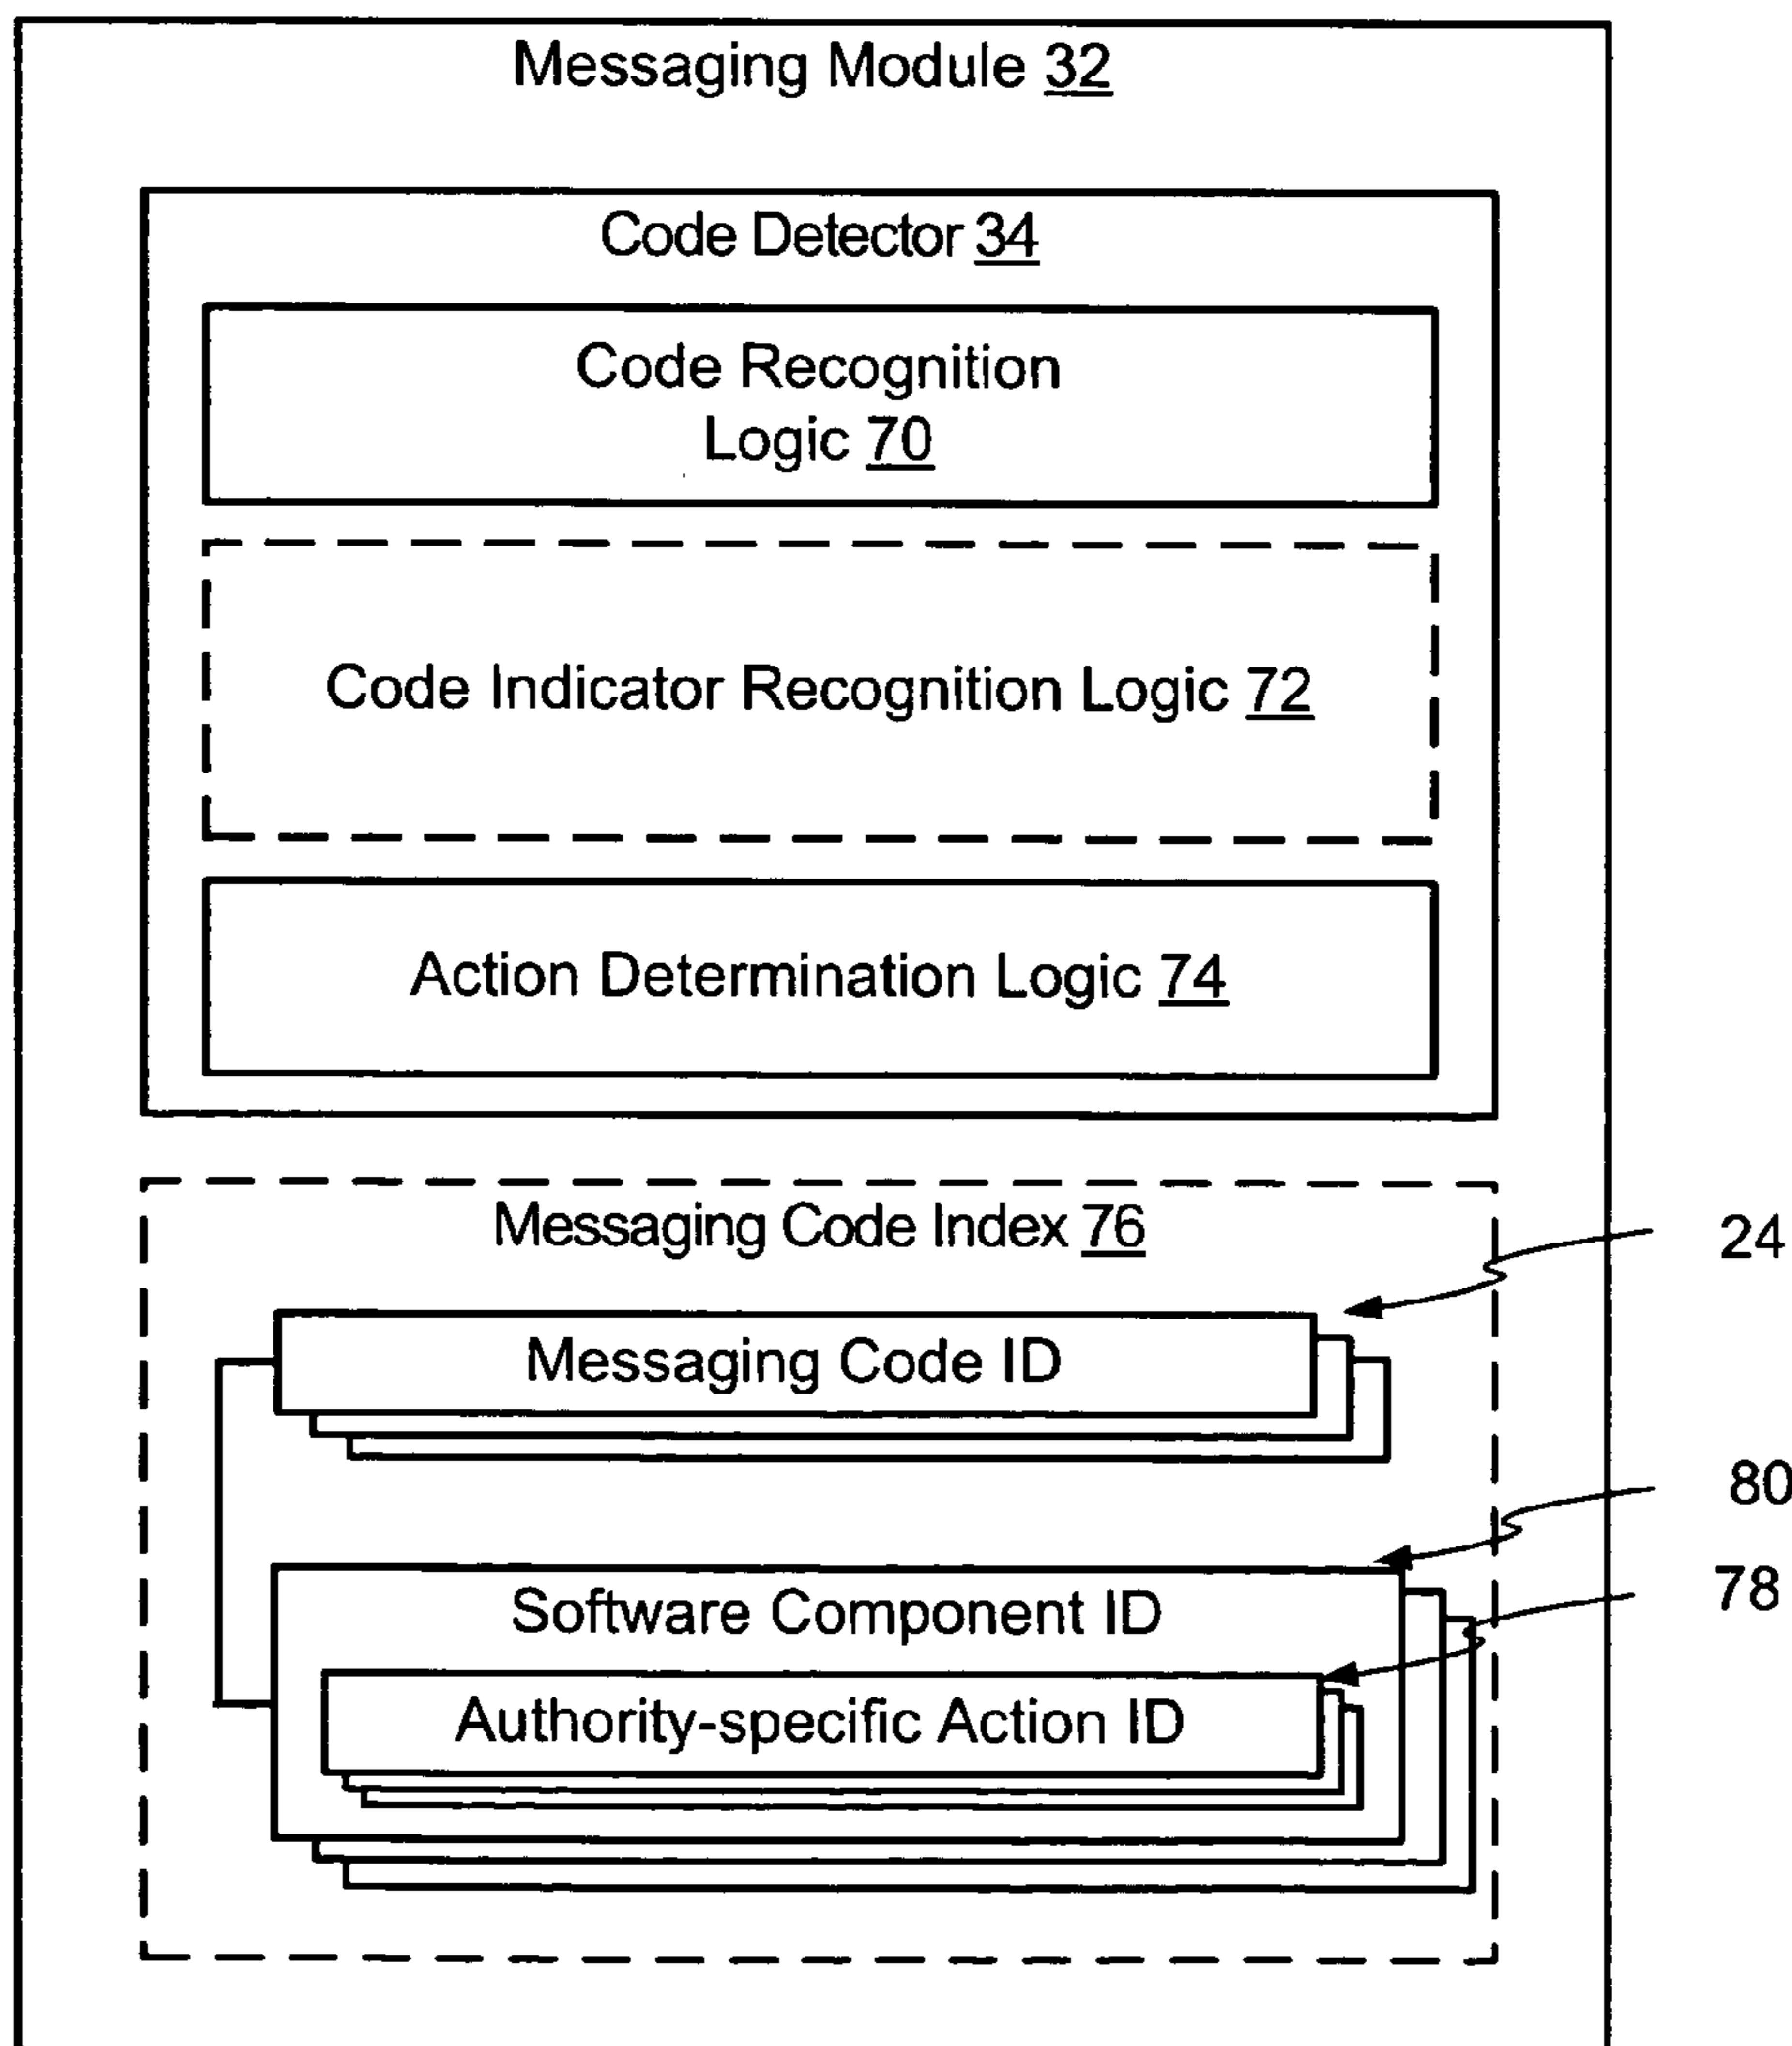 Messaging Module 32
Code Detector 34
Code Recognition
Logic 70
Code Indicator Recognition Logic 72
Action Determination Logic 74
Messaging Code Index 76
24
Messaging Code ID
80
Software Component ID
78
Authority-specific Action ID